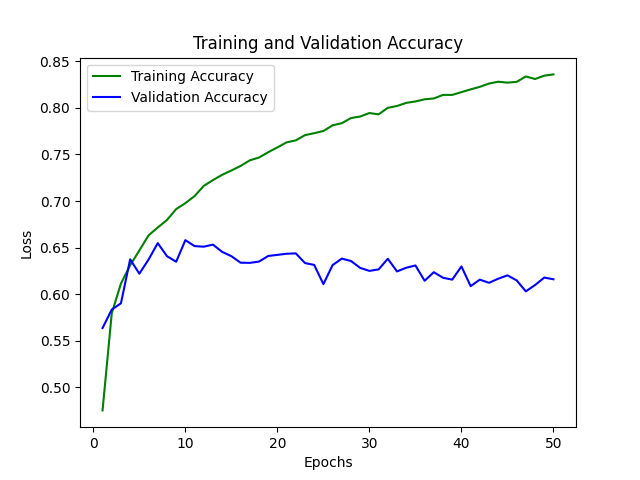 Training and Validation Accuracy
Training Accuracy
Validation Accuracy
0.85
0.80
0.75
0.70
0.65
0.60
0.55
0.50
Loss
0 10 20 30 40 50
Epochs